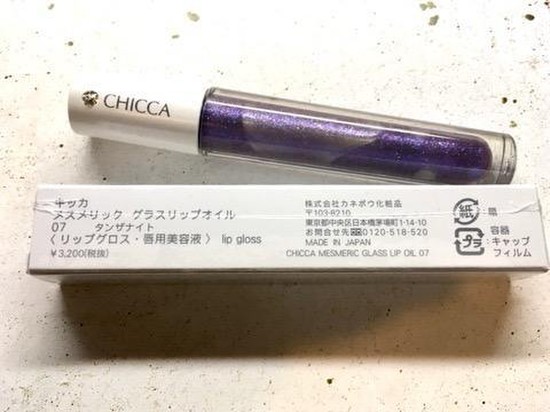 CHICCA
キッカ
メスメリック グラスリップオイル
07 タンザナイト
〈リップグロス・唇用美容液〉 lip gloss
¥3,200(税抜)
株式会社カネボウ化粧品
〒103-8210
東京都中央区日本橋茅場町1-14-10
お問合せ先 0120-518-520
MADE IN JAPAN
CHICCA MESMERIC GLASS LIP OIL 07
紙 箱
プラ 容器
キャップ
フィルム